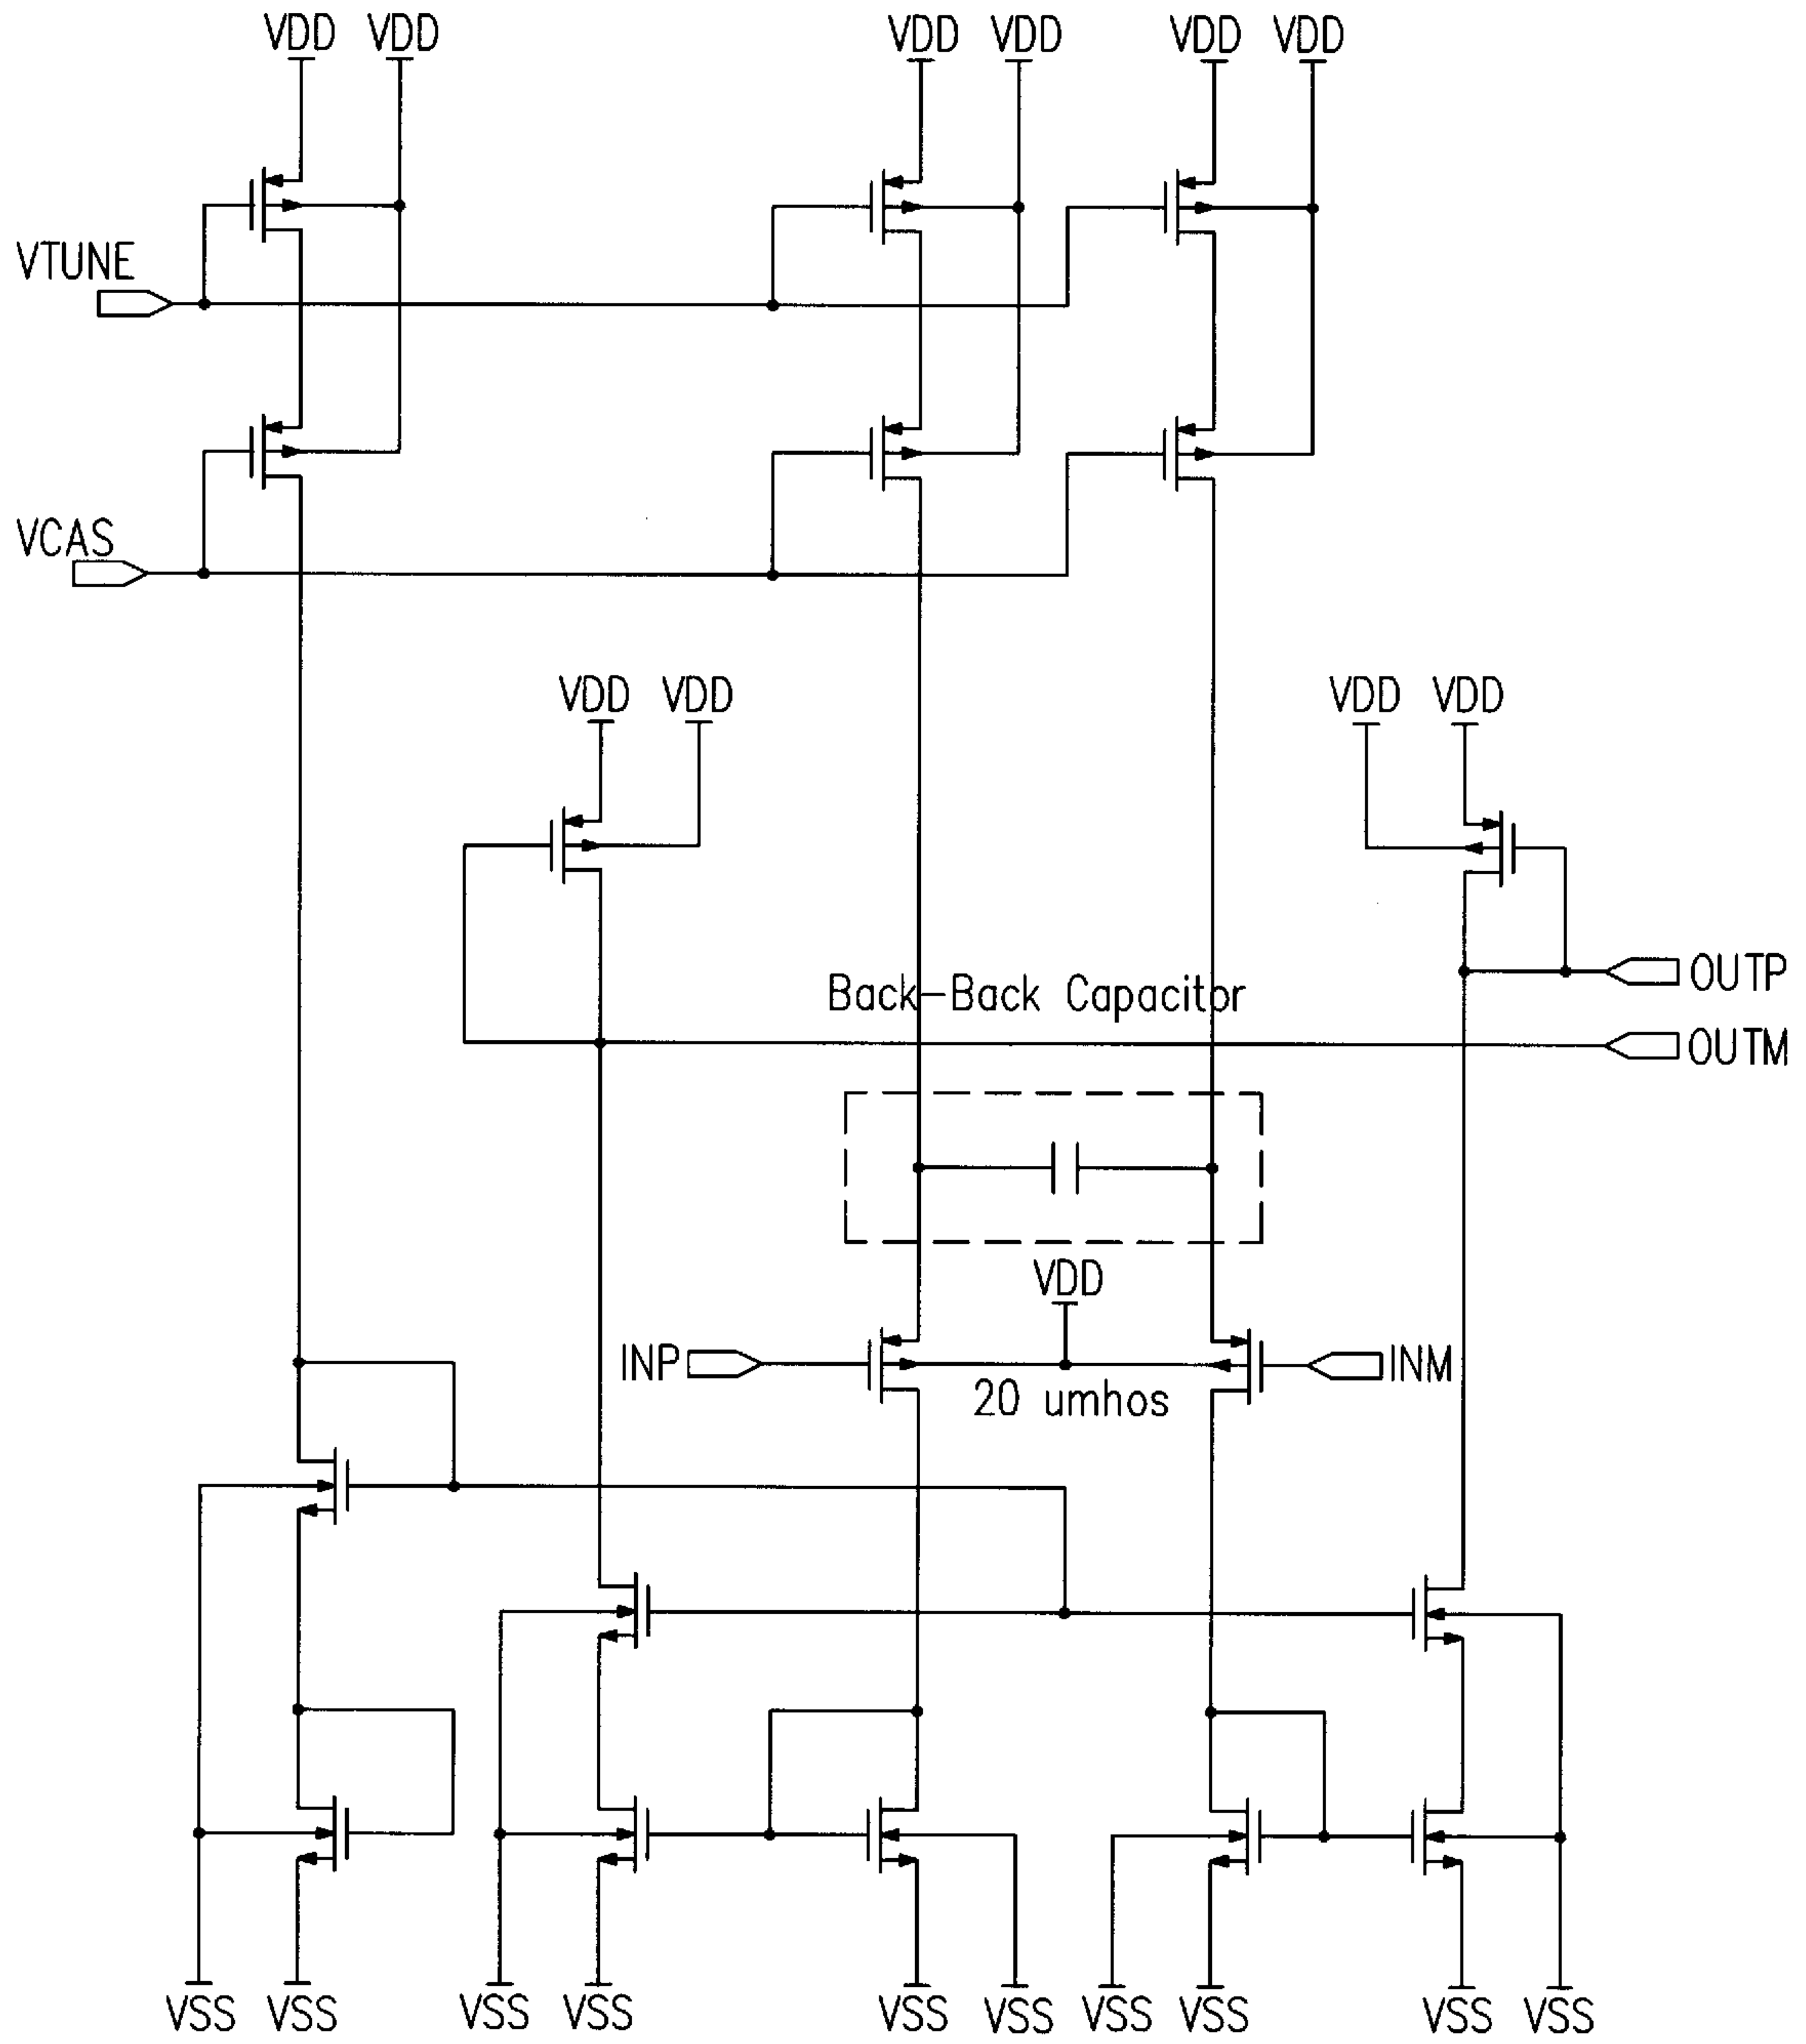 VDD VDD VDD VDD VDD VDD
VTUNE
VCAS
VDD VDD VDD VDD
Back-Back Capacitor
OUTP
OUTM
VDD
INP INM
20 umhos
VSS VSS VSS VSS VSS VSS VSS VSS VSS VSS